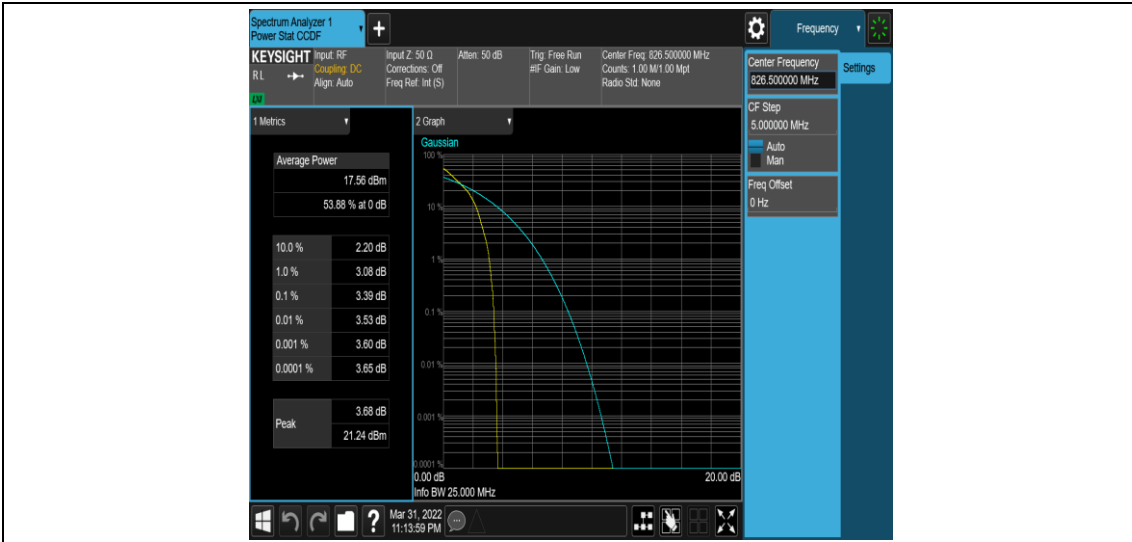 Spectrum Analyzer 1
Power Stat CCDF
+
Frequency
KEYSIGHT
RL
LNI
Input: RF
Coupling: DC
Align: Auto
Input Z: 50 Ω
Corrections: Off
Freq Ref: Int (S)
Atten: 50 dB
Trig: Free Run
#IF Gain: Low
Center Freq: 826.500000 MHz
Counts: 1.00 M/1.00 Mpt
Radio Std: None
Center Frequency
826.500000 MHz
Settings
CF Step
5.000000 MHz
Auto
Man
Freq Offset
0 Hz
1 Metrics
Average Power
17.56 dBm
53.88 % at 0 dB
10.0 % 2.20 dB
1.0 % 3.08 dB
0.1 % 3.39 dB
0.01 % 3.53 dB
0.001 % 3.60 dB
0.0001 % 3.65 dB
Peak
3.68 dB
21.24 dBm
2 Graph
Gaussian
100 %
10 %
1 %
0.1 %
0.01 %
0.001 %
0.0001 %
0.00 dB 20.00 dB
Info BW 25.000 MHz
?
Mar 31, 2022
11:13:59 PM